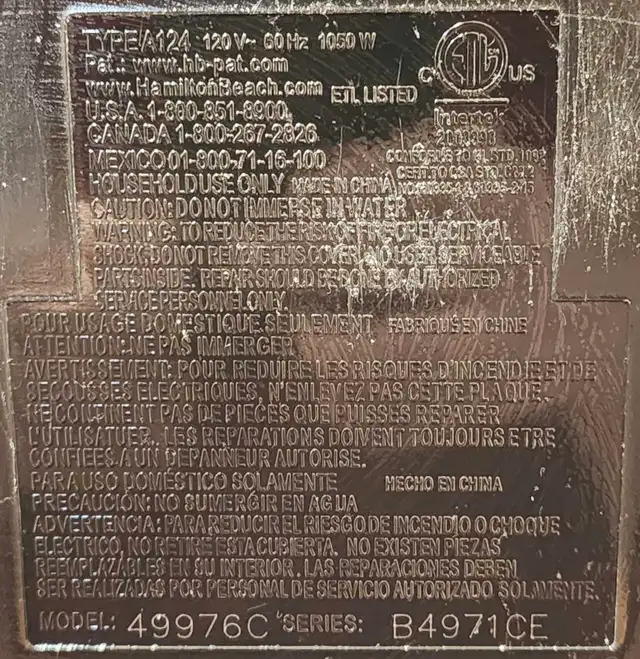 TYPE A124 120 V~ 60 Hz 1050 W
Pat.: www.hb-pat.com
www.HamiltonBeach.com
ETL LISTED
C US
Intertek
U.S.A. 1-800-851-8900
CANADA 1-800-267-2826
MEXICO 01-800-71-16-100
HOUSEHOLD USE ONLY MADE IN CHINA
CAUTION: DO NOT IMMERSE IN WATER
WARNING: TO REDUCE THE RISK OF FIRE OR ELECTRICAL
SHOCK: DO NOT REMOVE THIS COVER. NO USER SERVICEABLE
PARTS INSIDE. REPAIR SHOULD BE DONE BY AUTHORIZED
SERVICE PERSONNEL ONLY.
POUR USAGE DOMESTIQUE SEULEMENT FABRIQUÉ EN CHINE
ATTENTION: NE PAS IMMERGER
AVERTISSEMENT: POUR REDUIRE LES RISQUES D'INCENDIE ET DE
SECOUSSES ELECTRIQUES, N'ENLEVEZ PAS CETTE PLAQUE.
NE CONTINENT PAS DE PIECES QUE PUISSES REPARER
L'UTILISATUER. LES REPARATIONS DOIVENT TOUJOURS ETRE
CONFIEES A UN DEPANNEUR AUTORISE.
PARA USO DOMÉSTICO SOLAMENTE HECHO EN CHINA
PRECAUCIÓN: NO SUMERGIR EN AGUA
ADVERTENCIA: PARA REDUCIR EL RIESGO DE INCENDIO O CHOQUE
ELECTRICO, NO RETIRE ESTA CUBIERTA. NO EXISTEN PIEZAS
REEMPLAZABLES EN SU INTERIOR. LAS REPARACIONES DEBEN
SER REALIZADAS POR PERSONAL DE SERVICIO AUTORIZADO SOLAMENTE.
MODEL: 49976C SERIES: B4971CE